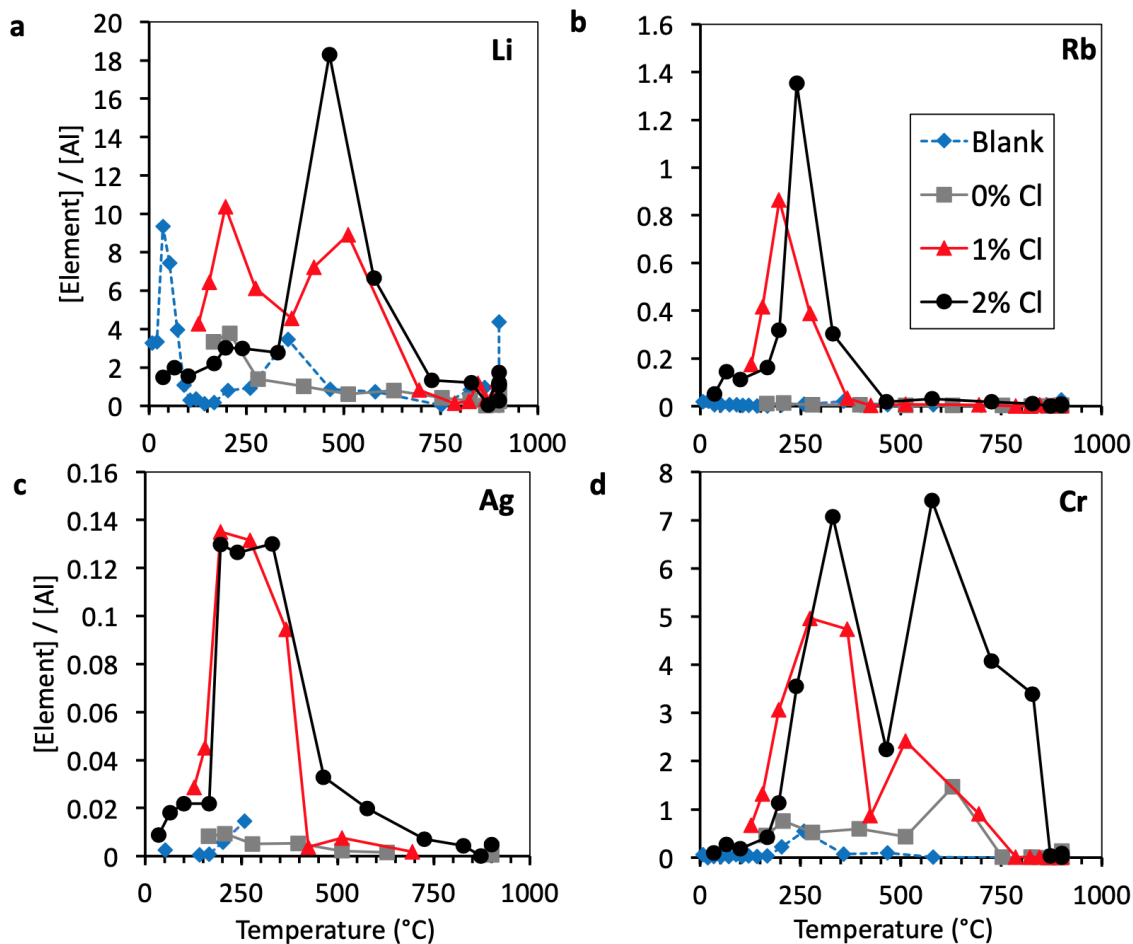 a
Li
20
18
16
14
12
10
8
6
4
2
0
[Element] / [Al]
0 250 500 750 1000
b
Rb
1.6
1.4
1.2
1
0.8
0.6
0.4
0.2
0
Blank
0% Cl
1% Cl
2% Cl
0 250 500 750 1000
c
Ag
0.16
0.14
0.12
0.1
0.08
0.06
0.04
0.02
0
[Element] / [Al]
0 250 500 750 1000
Temperature (°C)
d
Cr
8
7
6
5
4
3
2
1
0
0 250 500 750 1000
Temperature (°C)